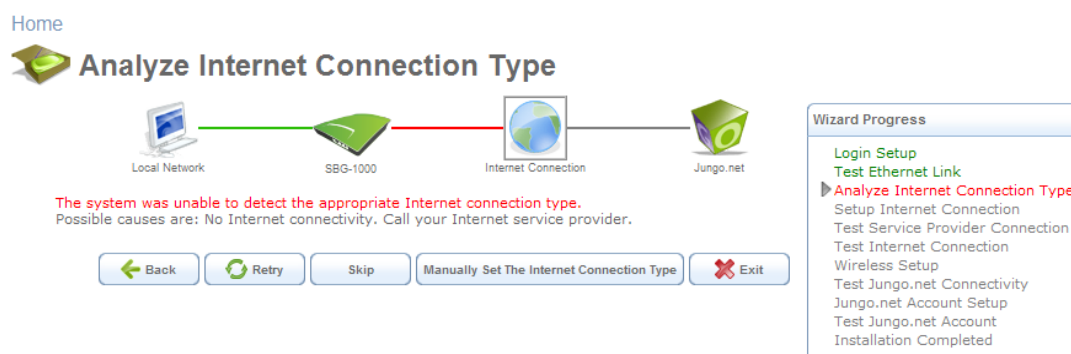 Home
Analyze Internet Connection Type
Local Network
SBG-1000
Internet Connection
Jungo.net
The system was unable to detect the appropriate Internet connection type.
Possible causes are: No Internet connectivity. Call your Internet service provider.
Back
Retry
Skip
Manually Set The Internet Connection Type
Exit
Wizard Progress
Login Setup
Test Ethernet Link
Analyze Internet Connection Type
Setup Internet Connection
Test Service Provider Connection
Test Internet Connection
Wireless Setup
Test Jungo.net Connectivity
Jungo.net Account Setup
Test Jungo.net Account
Installation Completed